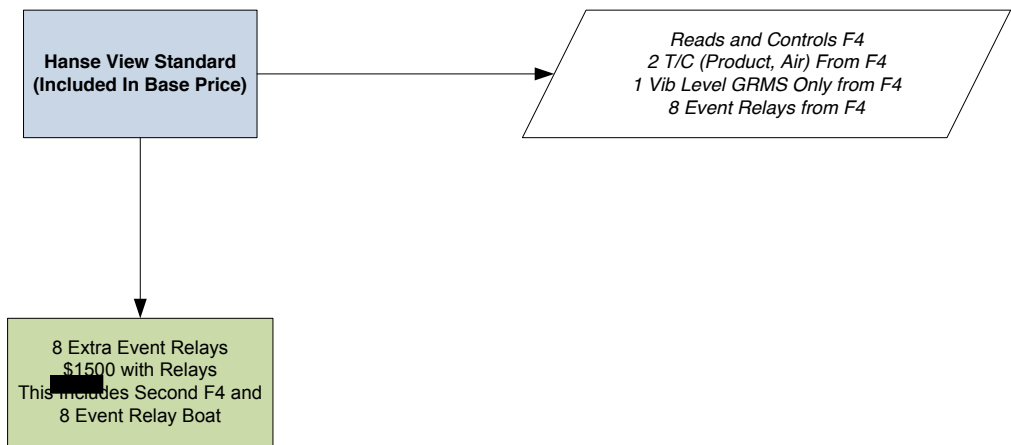 Hanse View Standard
(Included In Base Price)
Reads and Controls F4
2 T/C (Product, Air) From F4
1 Vib Level GRMS Only from F4
8 Event Relays from F4
8 Extra Event Relays
$1500 with Relays
This Includes Second F4 and
8 Event Relay Boat